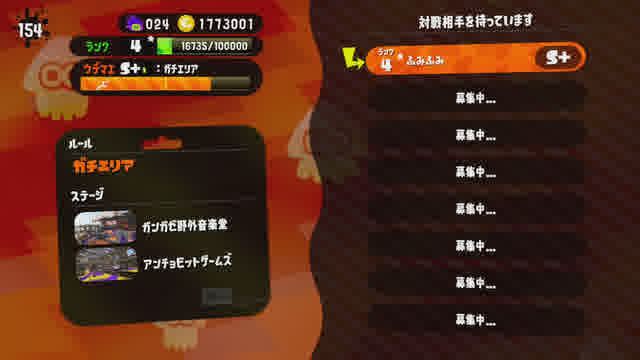 154
024
1773001
ランク
4
16735/100000
ウデマエ S+ : ガチエリア
対戦相手を待っています
ランク
4 ふみふみ
S+
募集中...
募集中...
募集中...
募集中...
募集中...
募集中...
募集中...
ルール
ガチエリア
ステージ
ガンガゼ野外音楽堂
アンチョビットゲームズ